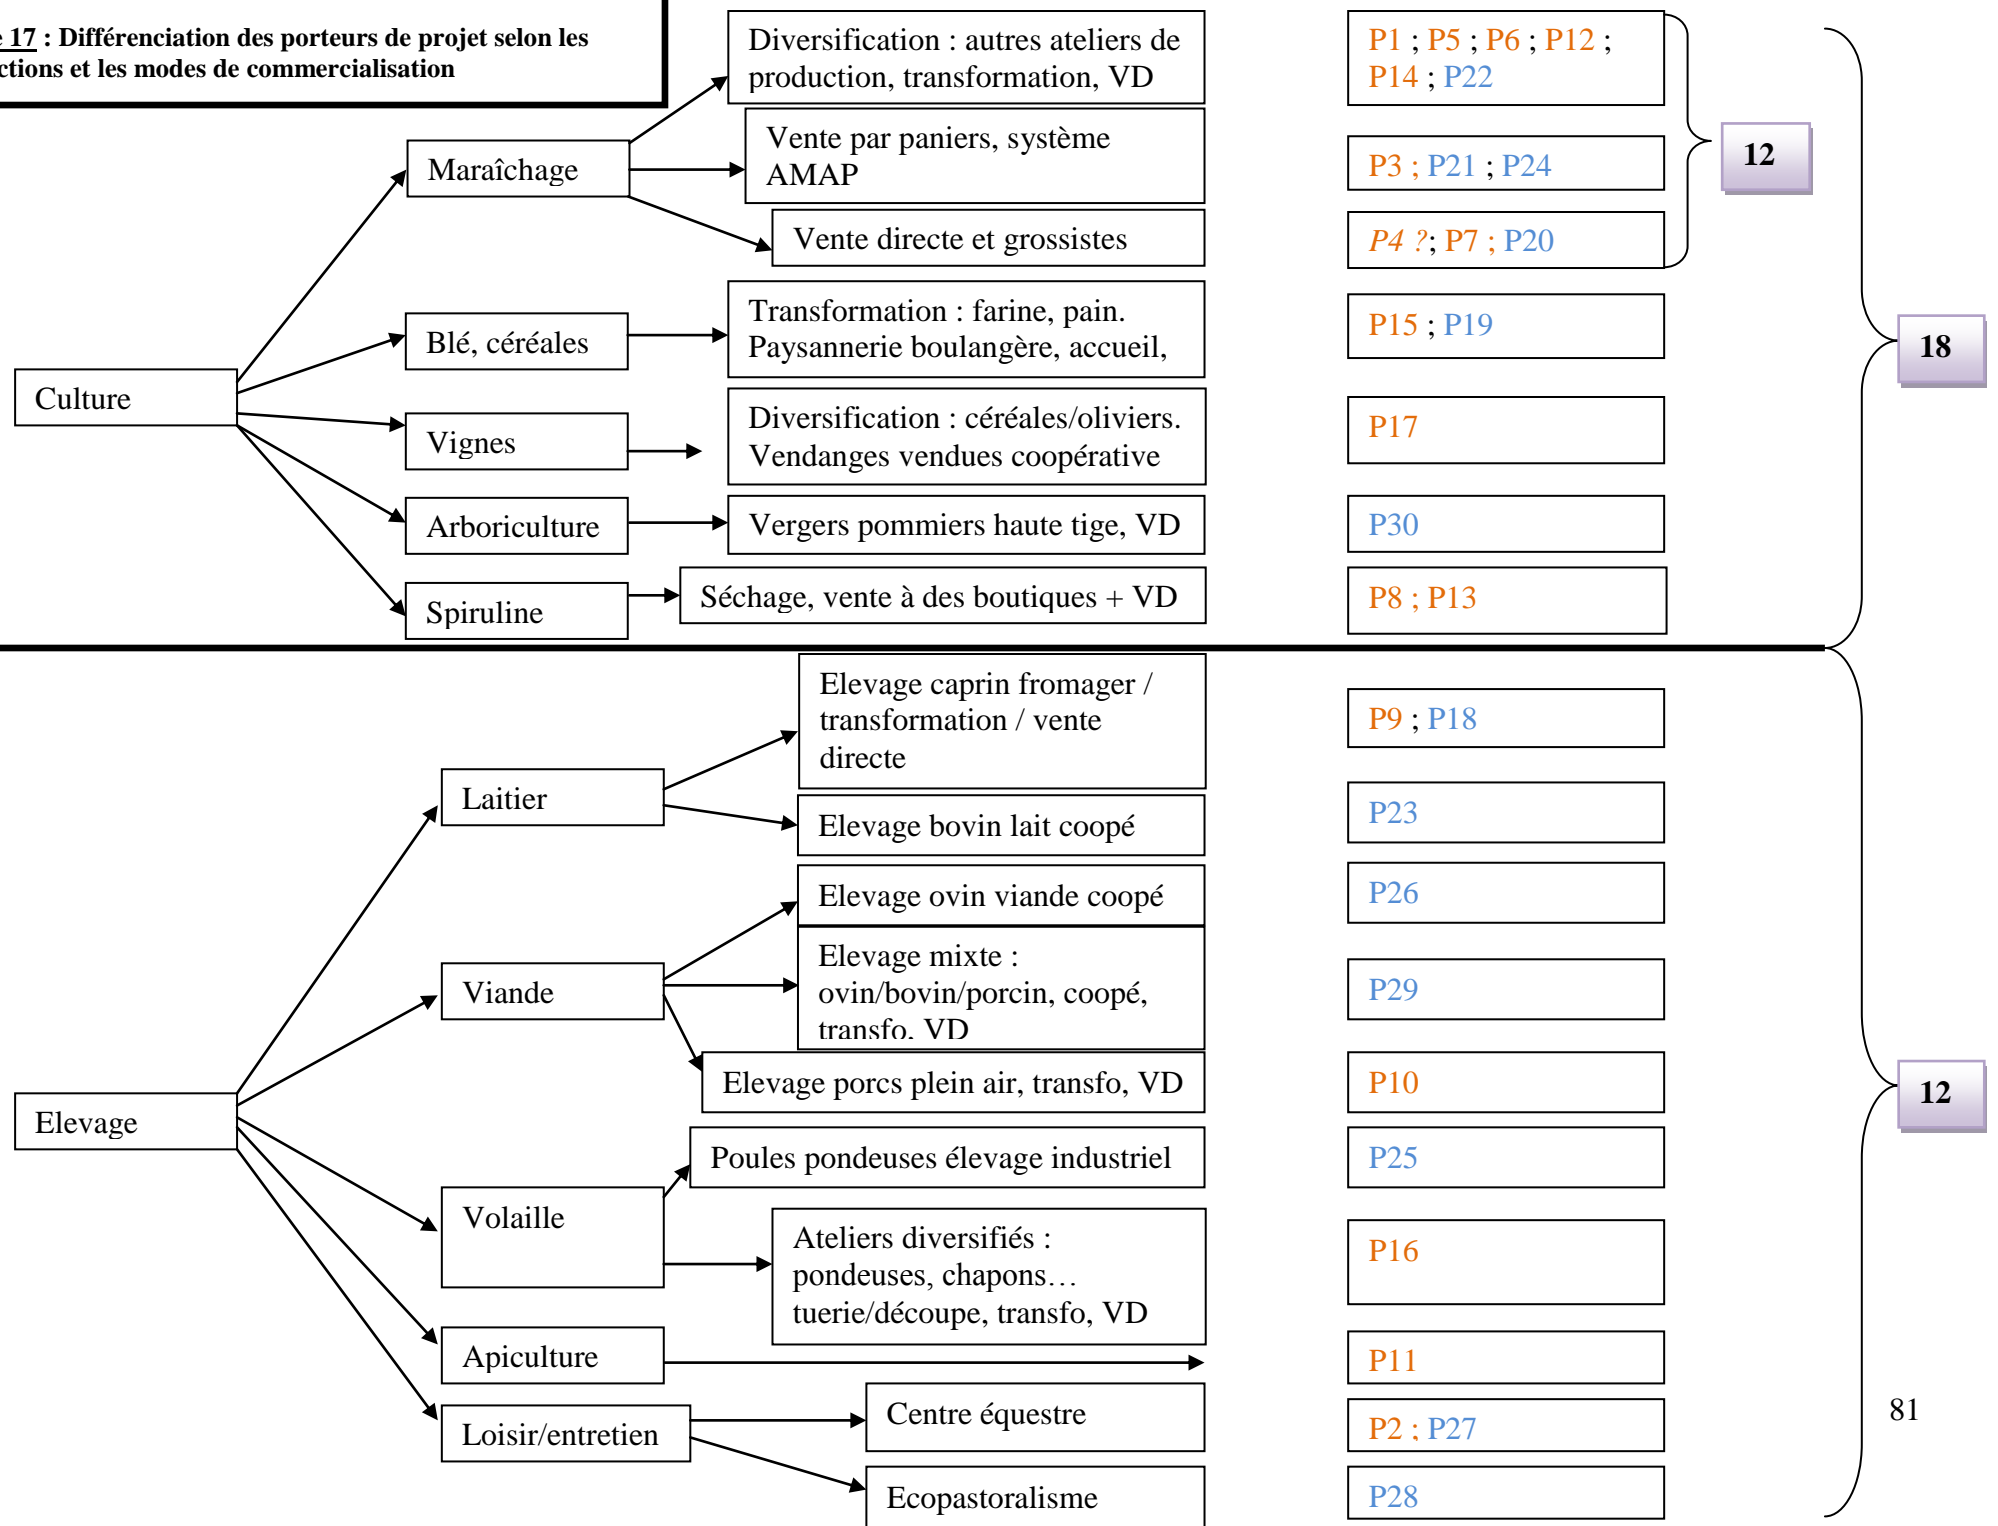 e 17 : Différenciation des porteurs de projet selon les
ctions et les modes de commercialisation
Culture
Maraîchage
Diversification : autres ateliers de
production, transformation, VD
P1 ; P5 ; P6 ; P12 ;
P14 ; P22
Vente par paniers, système
AMAP
P3 ; P21 ; P24
Vente directe et grossistes
P4 ?; P7 ; P20
12
Blé, céréales
Transformation : farine, pain.
Paysannerie boulangère, accueil,
P15 ; P19
Vignes
Diversification : céréales/oliviers.
Vendanges vendues coopérative
P17
Arboriculture
Vergers pommiers haute tige, VD
P30
Spiruline
Séchage, vente à des boutiques + VD
P8 ; P13
18
Elevage
Laitier
Elevage caprin fromager /
transformation / vente
directe
P9 ; P18
Elevage bovin lait coopé
P23
Viande
Elevage ovin viande coopé
P26
Elevage mixte :
ovin/bovin/porcin, coopé,
transfo, VD
P29
Elevage porcs plein air, transfo, VD
P10
Volaille
Poules pondeuses élevage industriel
P25
Ateliers diversifiés :
pondeuses, chapons…
tuerie/découpe, transfo, VD
P16
Apiculture
P11
Loisir/entretien
Centre équestre
P2 ; P27
Ecopastoralisme
P28
12
81